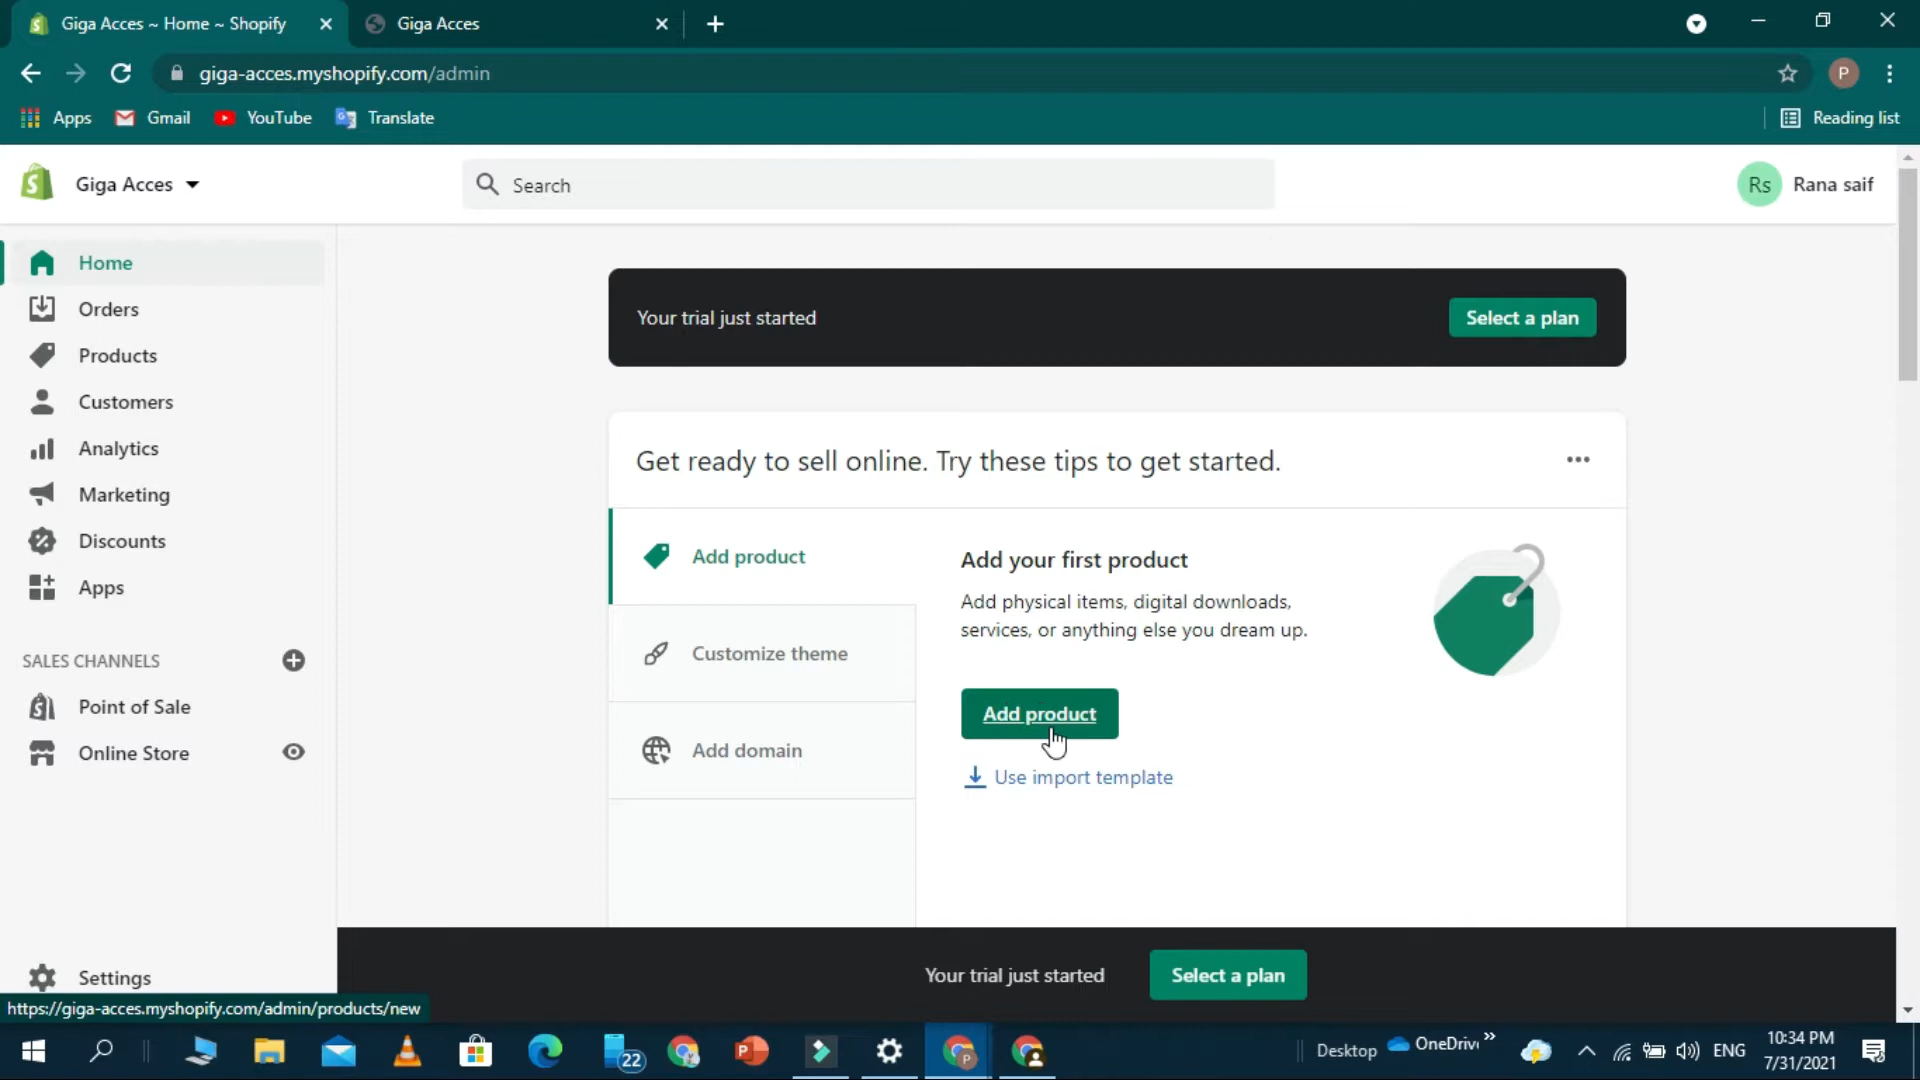 Giga Acces ~ Home ~ Shopify
Giga Acces
giga-acces.myshopify.com/admin
P
Apps
Gmail
YouTube
Translate
Reading list
Giga Acces
Search
Rs
Rana saif
Home
Orders
Products
Customers
Analytics
Marketing
Discounts
Apps
SALES CHANNELS
Point of Sale
Online Store
Settings
Your trial just started
Select a plan
Get ready to sell online. Try these tips to get started.
Add product
Customize theme
Add domain
Add your first product
Add physical items, digital downloads,
services, or anything else you dream up.
Add product
Use import template
Your trial just started
Select a plan
https://giga-acces.myshopify.com/admin/products/new
22
P
Desktop
OneDriv
ENG
10:34 PM
7/31/2021